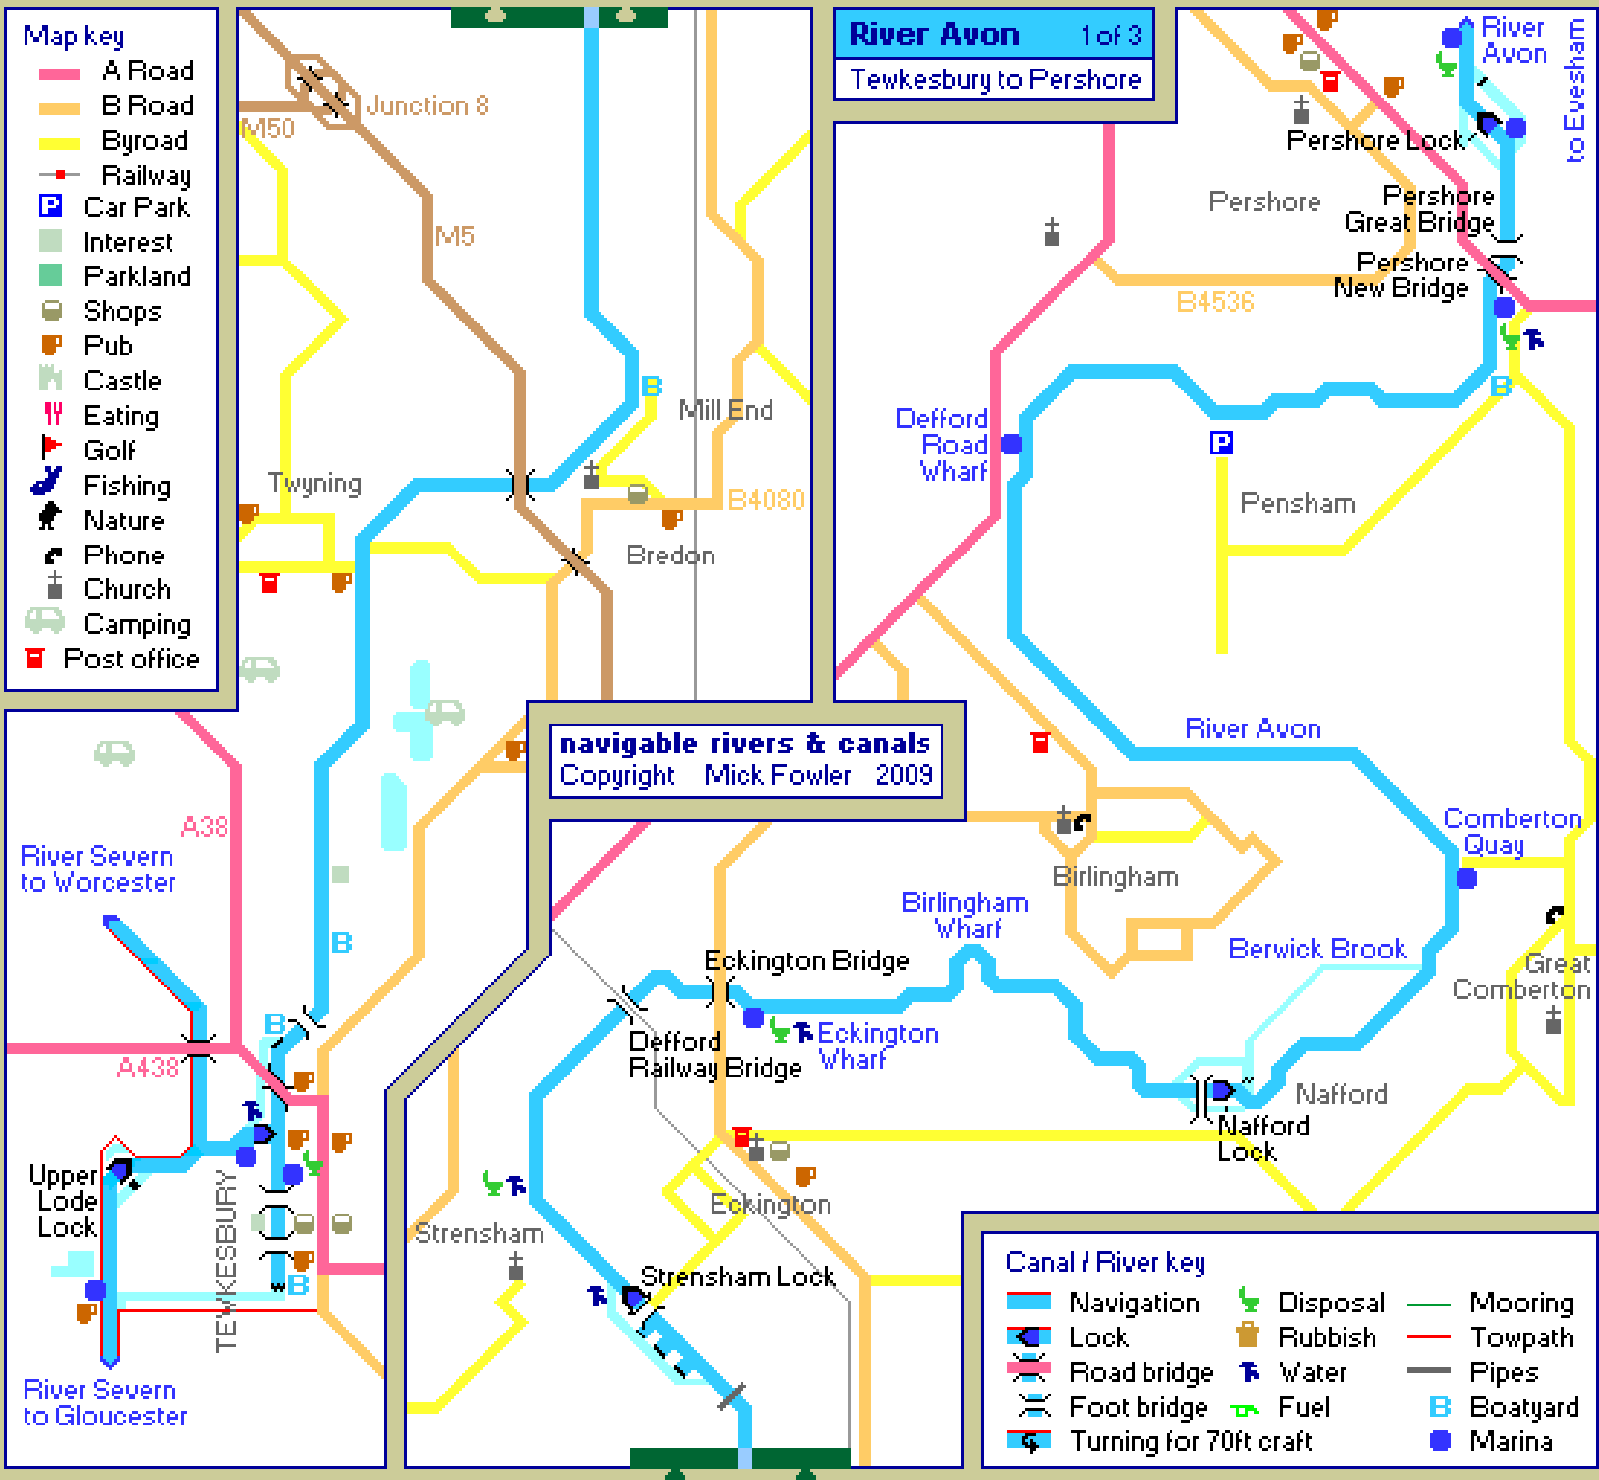 Map key
A Road
B Road
Byroad
Railway
P
Car Park
Interest
Parkland
Shops
Pub
Castle
Eating
Golf
Fishing
Nature
Phone
Church
Camping
Post office
Junction 8
M50
M5
B
Mill End
Twyning
B4080
Bredon
River Avon 1 of 3
Tewkesbury to Pershore
River
Avon
to Evesham
Pershore Lock
Pershore
Pershore
Great Bridge
Pershore
New Bridge
B4536
B
Defford
Road
Wharf
P
Pensham
River Avon
navigable rivers & canals
Copyright Mick Fowler 2009
Comberton
Quay
Birlingham
Birlingham
Wharf
Berwick Brook
Great
Comberton
Eckington Bridge
Eckington
Wharf
Defford
Railway Bridge
Nafford
Nafford
Lock
Eckington
Strensham
Strensham Lock
A38
River Severn
to Worcester
B
B
A438
Upper
Lode
Lock
TEWKESBURY
B
River Severn
to Gloucester
Canal / River key
Navigation
Lock
Road bridge
Foot bridge
Turning for 70ft craft
Disposal
Rubbish
Water
Fuel
Mooring
Towpath
Pipes
B
Boatyard
Marina